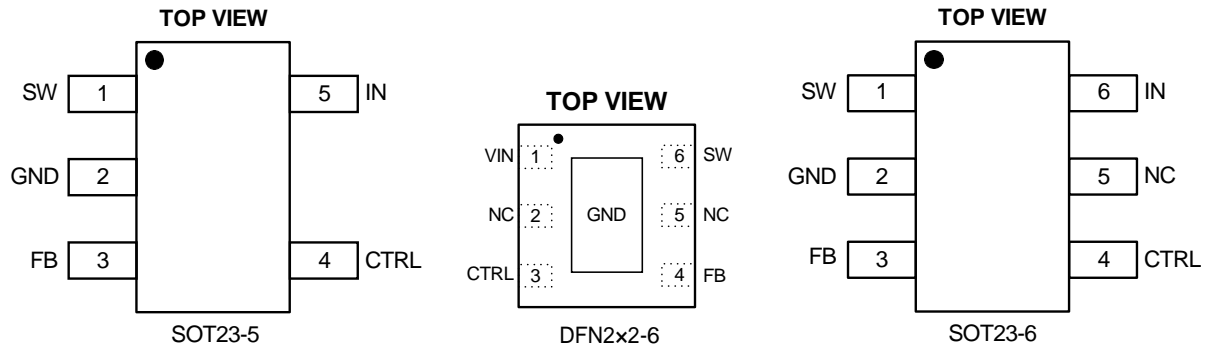 TOP VIEW
SW 1 5 IN
GND 2
FB 3 4 CTRL
SOT23-5
TOP VIEW
VIN 1 6 SW
NC 2 GND 5 NC
CTRL 3 4 FB
DFN2×2-6
TOP VIEW
SW 1 6 IN
GND 2 5 NC
FB 3 4 CTRL
SOT23-6